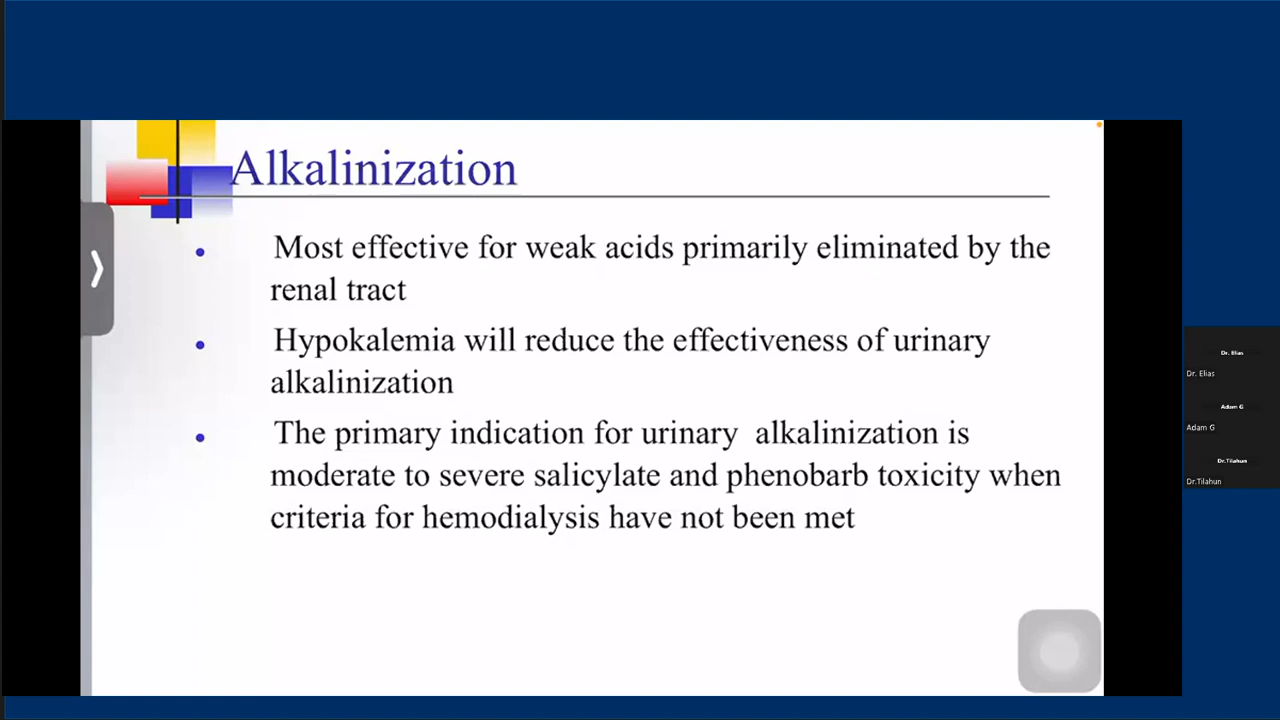 Alkalinization
• Most effective for weak acids primarily eliminated by the
renal tract
• Hypokalemia will reduce the effectiveness of urinary
alkalinization
• The primary indication for urinary alkalinization is
moderate to severe salicylate and phenobarb toxicity when
criteria for hemodialysis have not been met
Dr. Elias
Dr. Elias
Adam G
Adam G
Dr.Tilahun
Dr.Tilahun